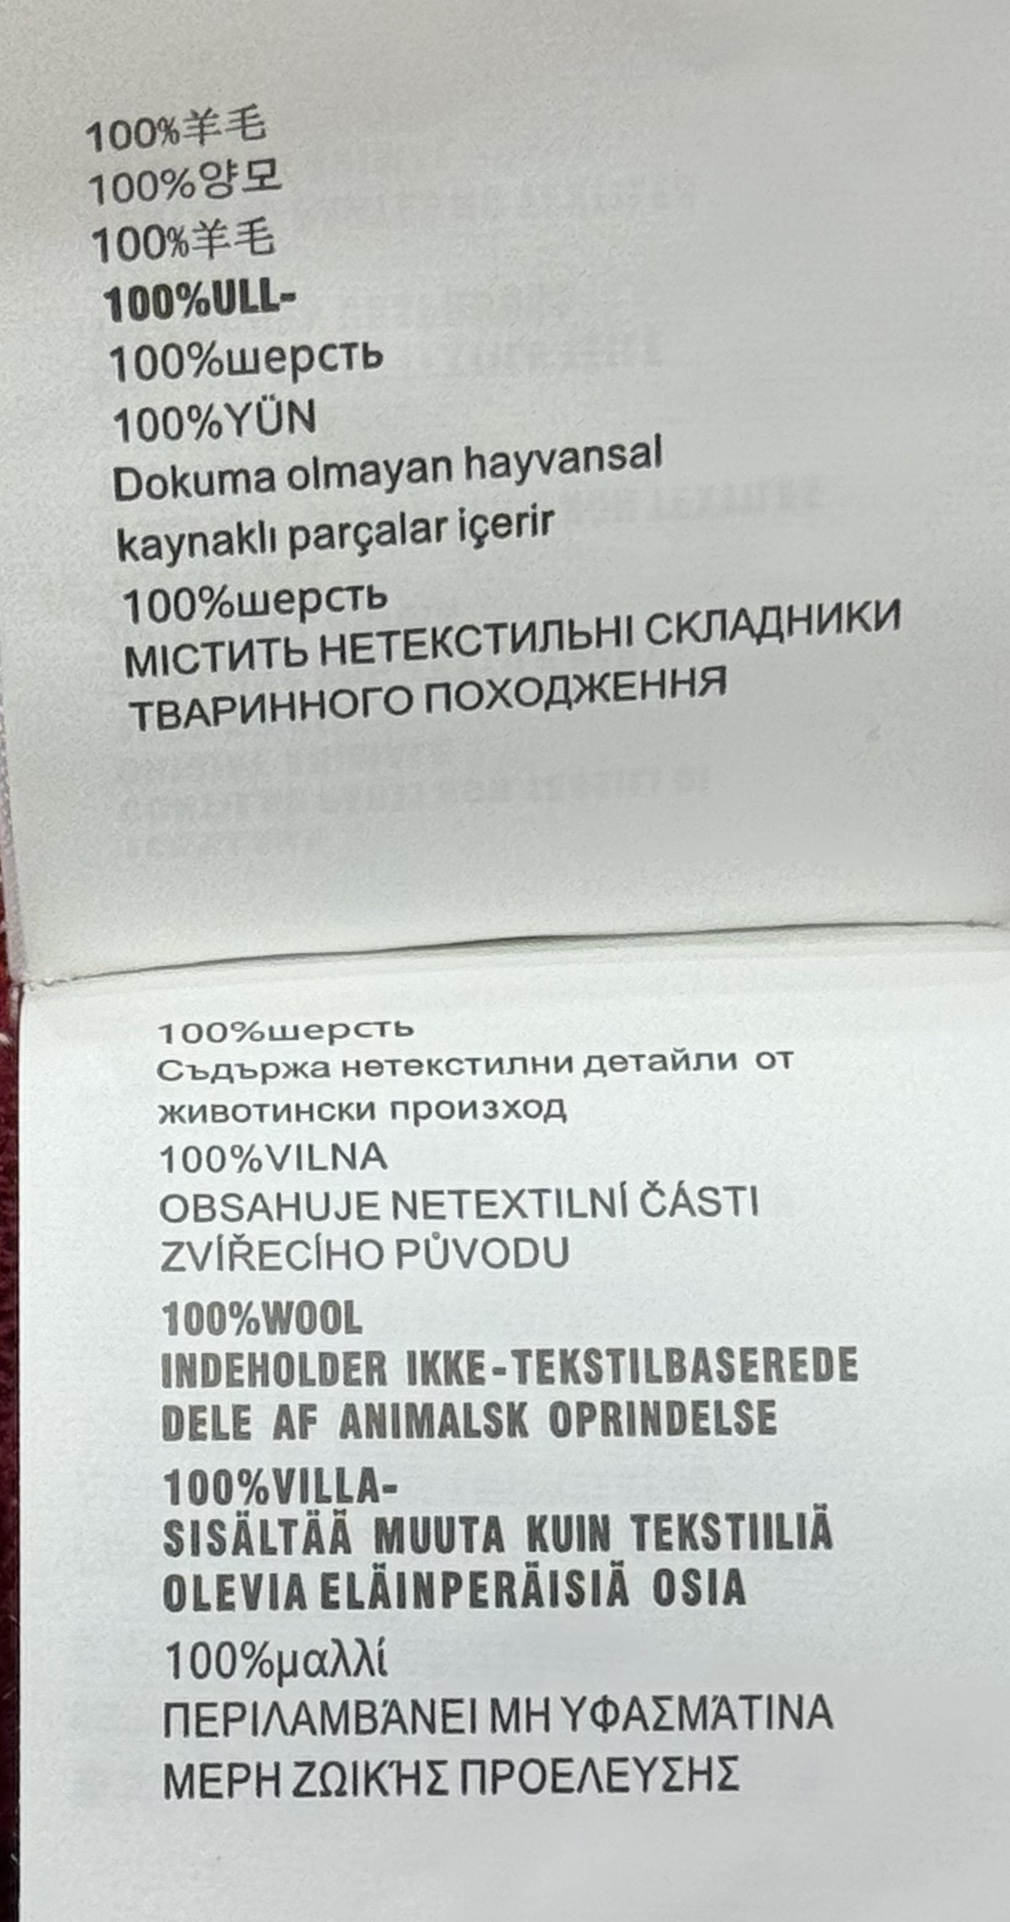 100%羊毛
100%양모
100%羊毛
100%ULL-
100%шерсть
100%YÜN
Dokuma olmayan hayvansal
kaynaklı parçalar içerir
100%шерсть
МІСТИТЬ НЕТЕКСТИЛЬНІ СКЛАДНИКИ
ТВАРИННОГО ПОХОДЖЕННЯ
100%шерсть
Съдържа нетекстилни детайли от
животински произход
100%VILNA
OBSAHUJE NETEXTILNÍ ČÁSTI
ZVÍŘECÍHO PŮVODU
100%WOOL
INDEHOLDER IKKE-TEKSTILBASEREDE
DELE AF ANIMALSK OPRINDELSE
100%VILLA-
SISÄLTÄÄ MUUTA KUIN TEKSTIILIÄ
OLEVIA ELÄINPERÄISIÄ OSIA
100%μαλλί
ΠΕΡΙΛΑΜΒΆΝΕΙ ΜΗ ΥΦΑΣΜΆΤΙΝΑ
ΜΕΡΗ ΖΩΙΚΉΣ ΠΡΟΕΛΕΥΣΗΣ